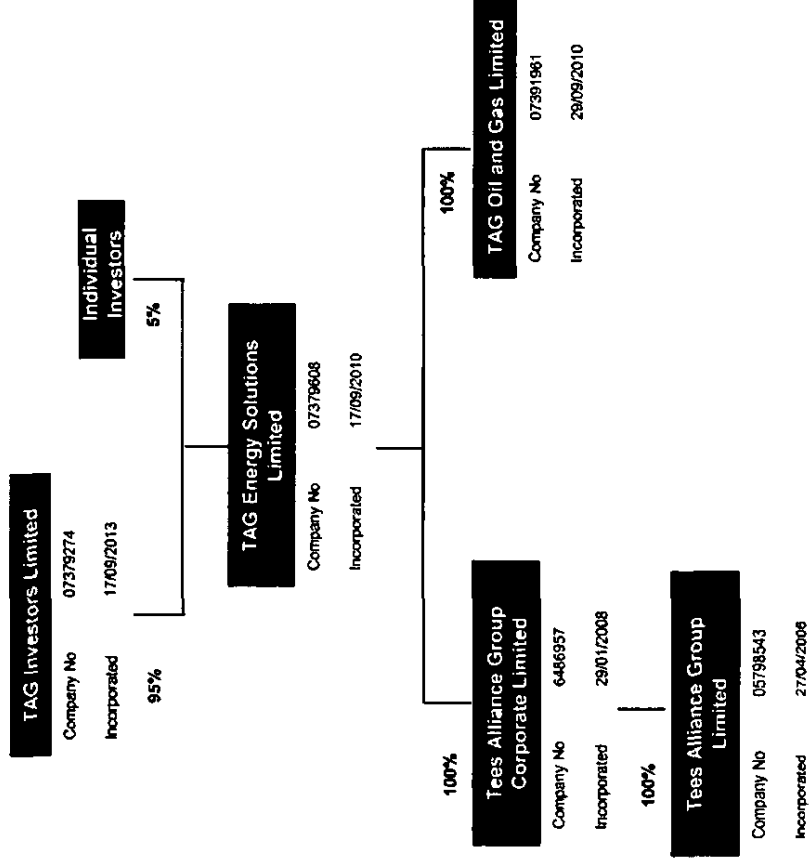 TAG Investors Limited
Company No 07379274
Incorporated 17/09/2013
95%
Individual
Investors
5%
TAG Energy Solutions
Limited
Company No 07379608
Incorporated 17/09/2010
100%
Tees Alliance Group
Corporate Limited
Company No 6486957
Incorporated 29/01/2008
100%
Tees Alliance Group
Limited
Company No 05798543
Incorporated 27/04/2006
100%
TAG Oil and Gas Limited
Company No 07391961
Incorporated 29/09/2010